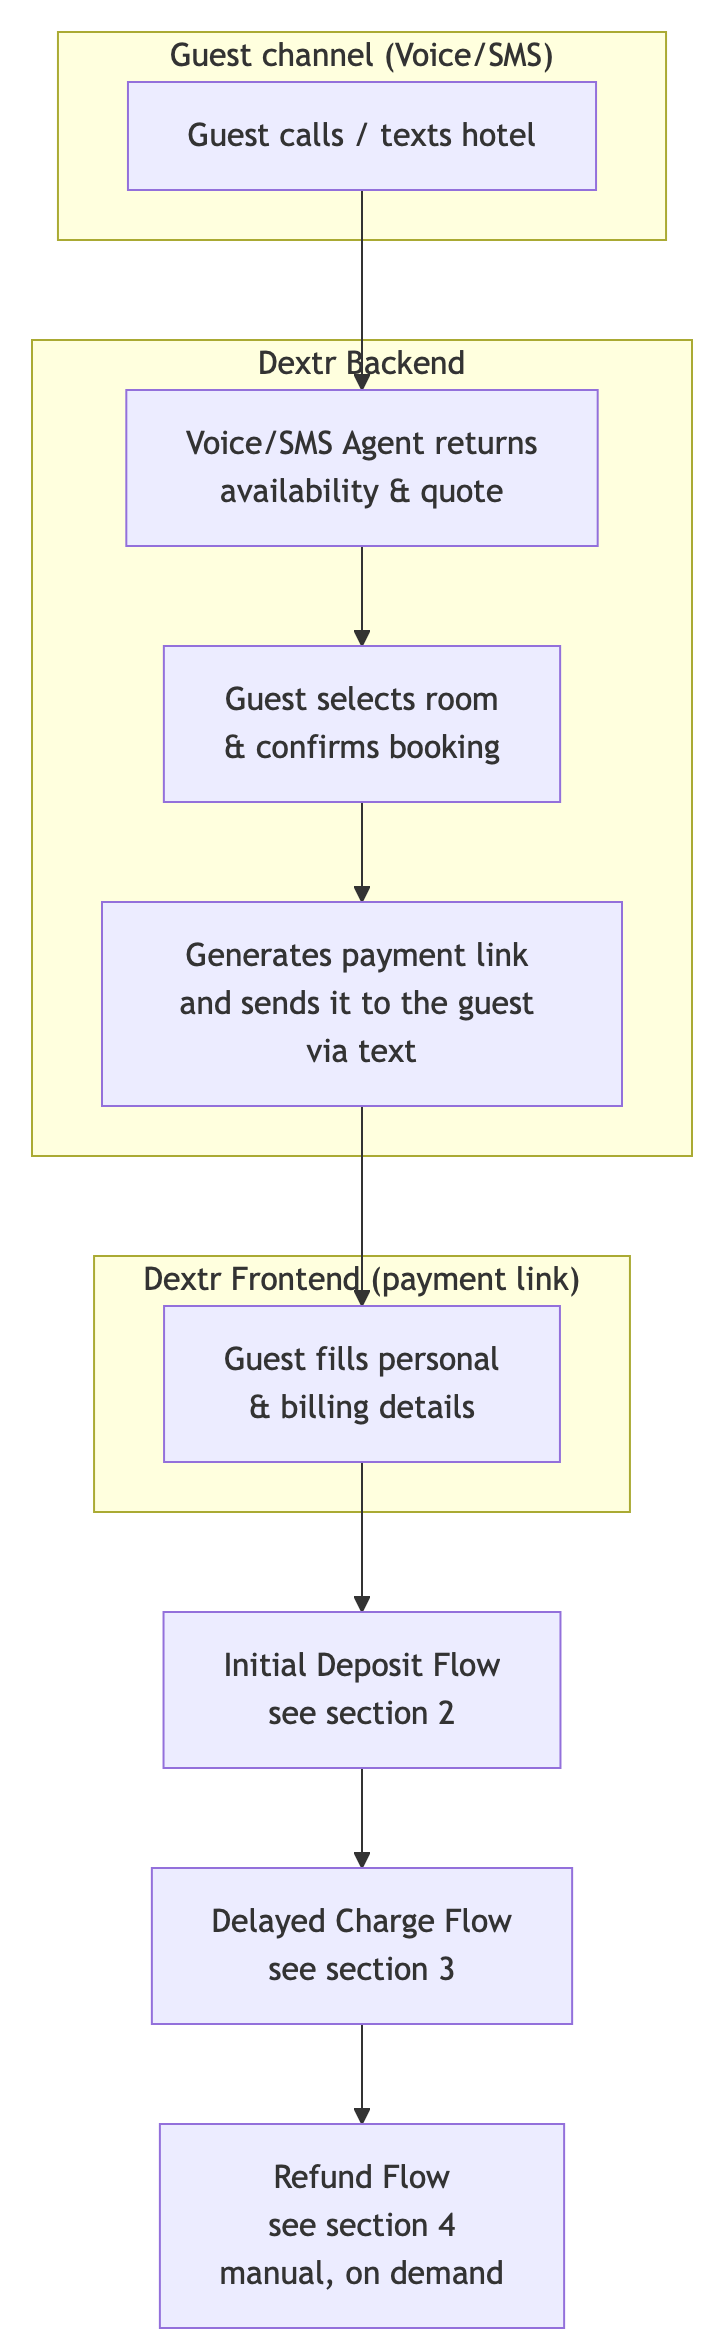 Guest channel (Voice/SMS)
Guest calls / texts hotel
Dextr Backend
Voice/SMS Agent returns
availability & quote
Guest selects room
& confirms booking
Generates payment link
and sends it to the guest
via text
Dextr Frontend (payment link)
Guest fills personal
& billing details
Initial Deposit Flow
see section 2
Delayed Charge Flow
see section 3
Refund Flow
see section 4
manual, on demand